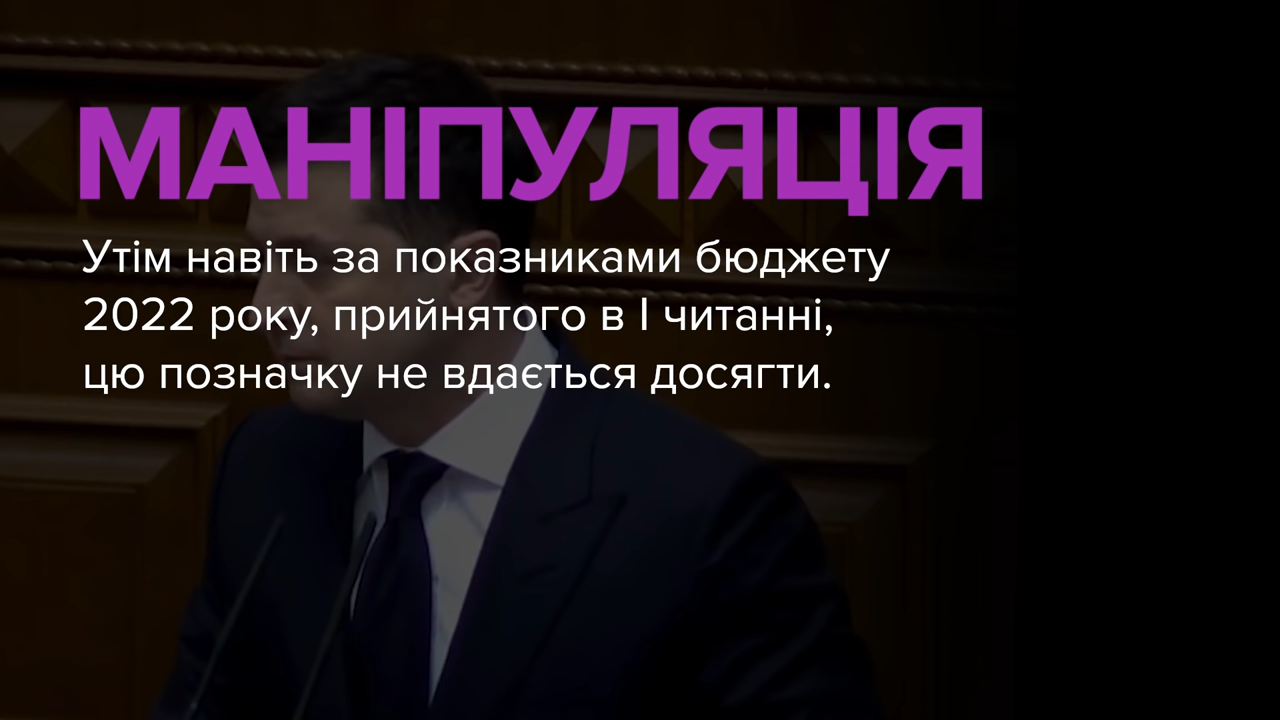 МАНІПУЛЯЦІЯ
Утім навіть за показниками бюджету
2022 року, прийнятого в І читанні,
цю позначку не вдається досягти.